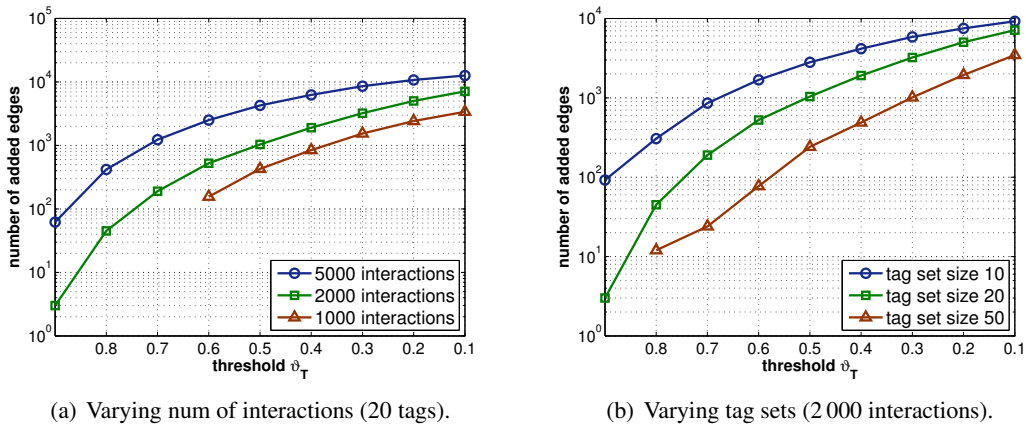 10^5
10^4
10^3
10^2
10^1
10^0
number of added edges
0.8 0.7 0.6 0.5 0.4 0.3 0.2 0.1
threshold ϑ_T
5000 interactions
2000 interactions
1000 interactions
(a) Varying num of interactions (20 tags).
10^4
10^3
10^2
10^1
10^0
number of added edges
0.8 0.7 0.6 0.5 0.4 0.3 0.2 0.1
threshold ϑ_T
tag set size 10
tag set size 20
tag set size 50
(b) Varying tag sets (2 000 interactions).